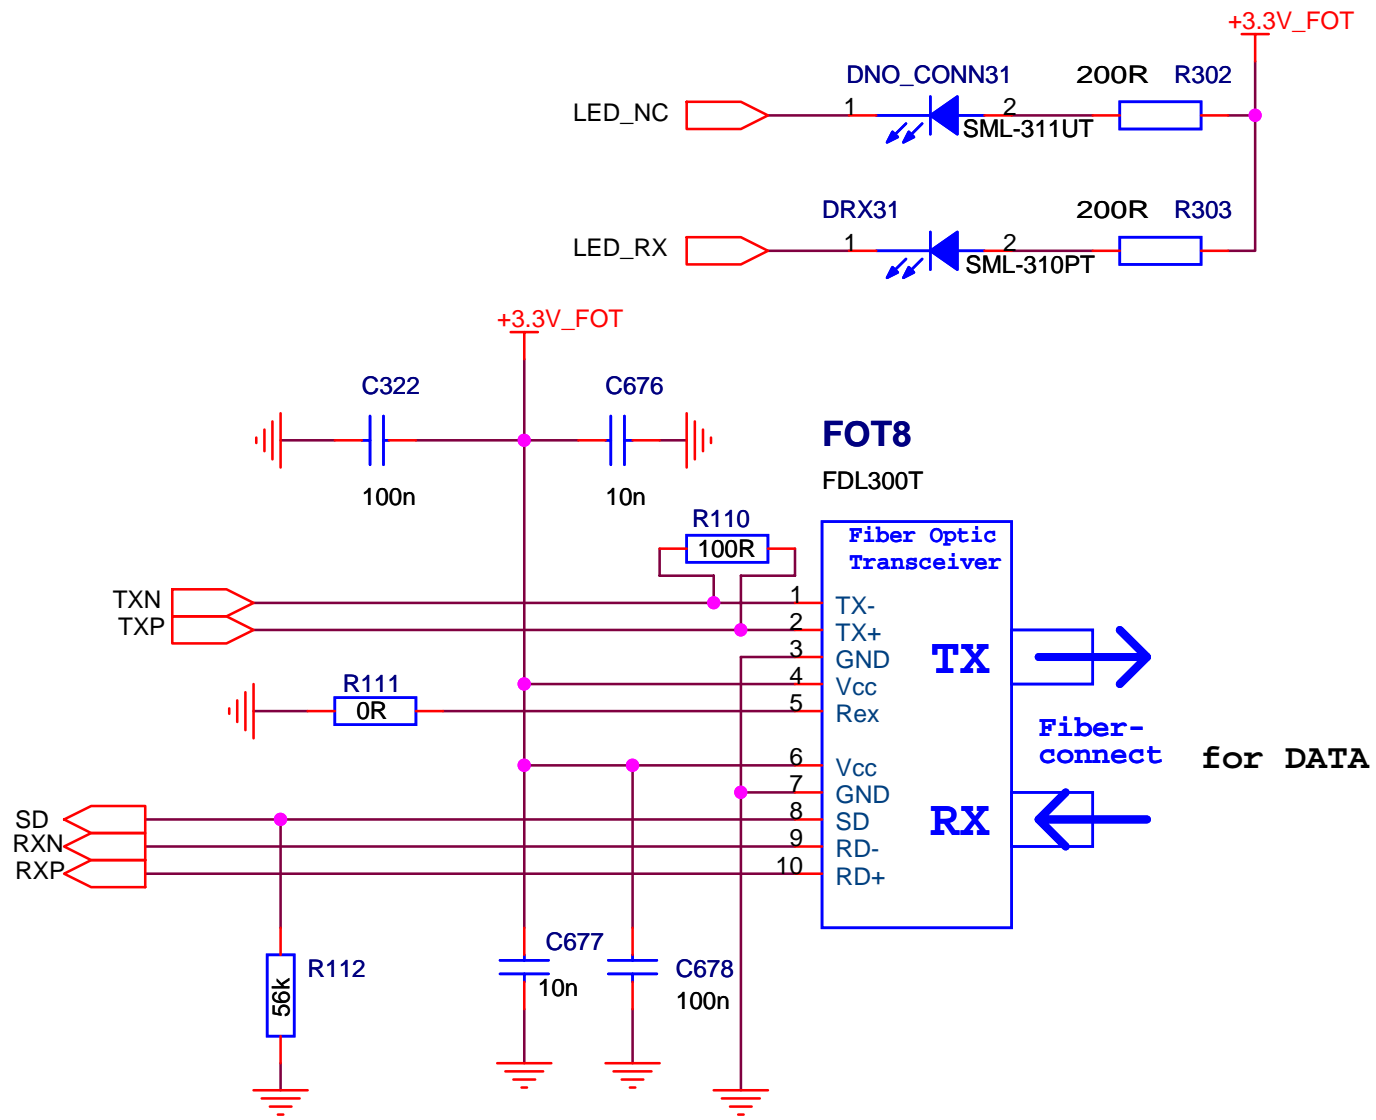 +3.3V_FOT
DNO_CONN31
200R
R302
LED_NC
1
2
SML-311UT
DRX31
200R
R303
LED_RX
1
2
SML-310PT
+3.3V_FOT
C322
C676
100n
10n
FOT8
FDL300T
R110
100R
Fiber Optic
Transceiver
TXN
1
TX-
TXP
2
TX+
3
GND
TX
R111
0R
4
Vcc
5
Rex
Fiber-
connect
for DATA
6
Vcc
7
GND
SD
8
SD
RX
RXN
9
RD-
RXP
10
RD+
R112
56k
C677
10n
C678
100n